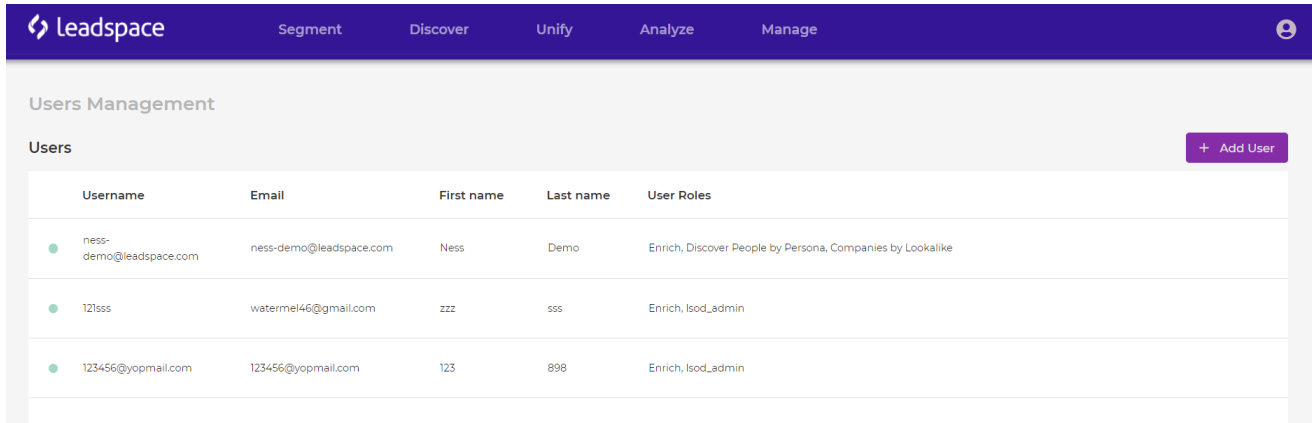 leadspace Segment Discover Unify Analyze Manage
Users Management
Users
+ Add User
Username Email First name Last name User Roles
ness-
demo@leadspace.com ness-demo@leadspace.com Ness Demo Enrich, Discover People by Persona, Companies by Lookalike
121sss watermel46@gmail.com zzz sss Enrich, lsod_admin
123456@yopmail.com 123456@yopmail.com 123 898 Enrich, lsod_admin